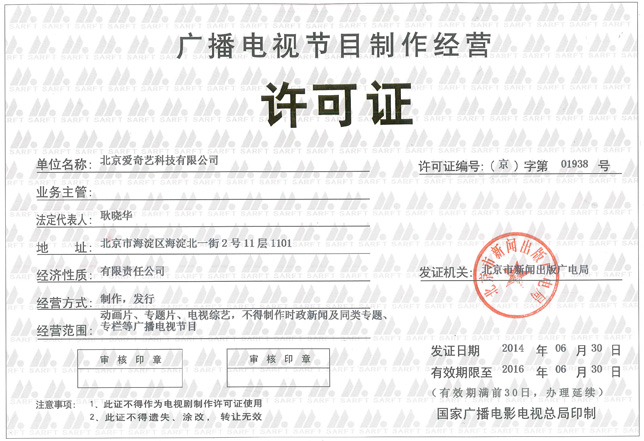 广播电视节目制作经营
许可证
单位名称：北京爱奇艺科技有限公司
许可证编号：（京）字第 01938 号
业务主管：
法定代表人：耿晓华
地 址：北京市海淀区海淀北一街2号11层1101
经济性质：有限责任公司
发证机关：北京市新闻出版广电局
北京市新闻出版广电局
经营方式：制作，发行
经营范围：动画片、专题片、电视综艺，不得制作时政新闻及同类专题、
专栏等广播电视节目
审核印章
审核印章
发证日期 2014 年 06 月 30 日
有效期限至 2016 年 06 月 30 日
（有效期满前30日，办理延续）
注意事项：1、此证不得作为电视剧制作许可证使用
2、此证不得遗失、涂改，转让无效
国家广播电影电视总局印制
SARFT